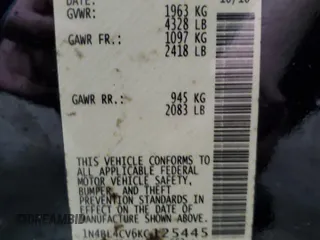 DATE: 10/18
GVWR: 1963 KG
4328 LB
GAWR FR: 1097 KG
2418 LB
GAWR RR: 945 KG
2083 LB
THIS VEHICLE CONFORMS TO
ALL APPLICABLE FEDERAL
MOTOR VEHICLE SAFETY,
BUMPER, AND THEFT
PREVENTION STANDARDS IN
EFFECT ON THE DATE OF
MANUFACTURE SHOWN ABOVE.
1N4BL4CV6KC125445